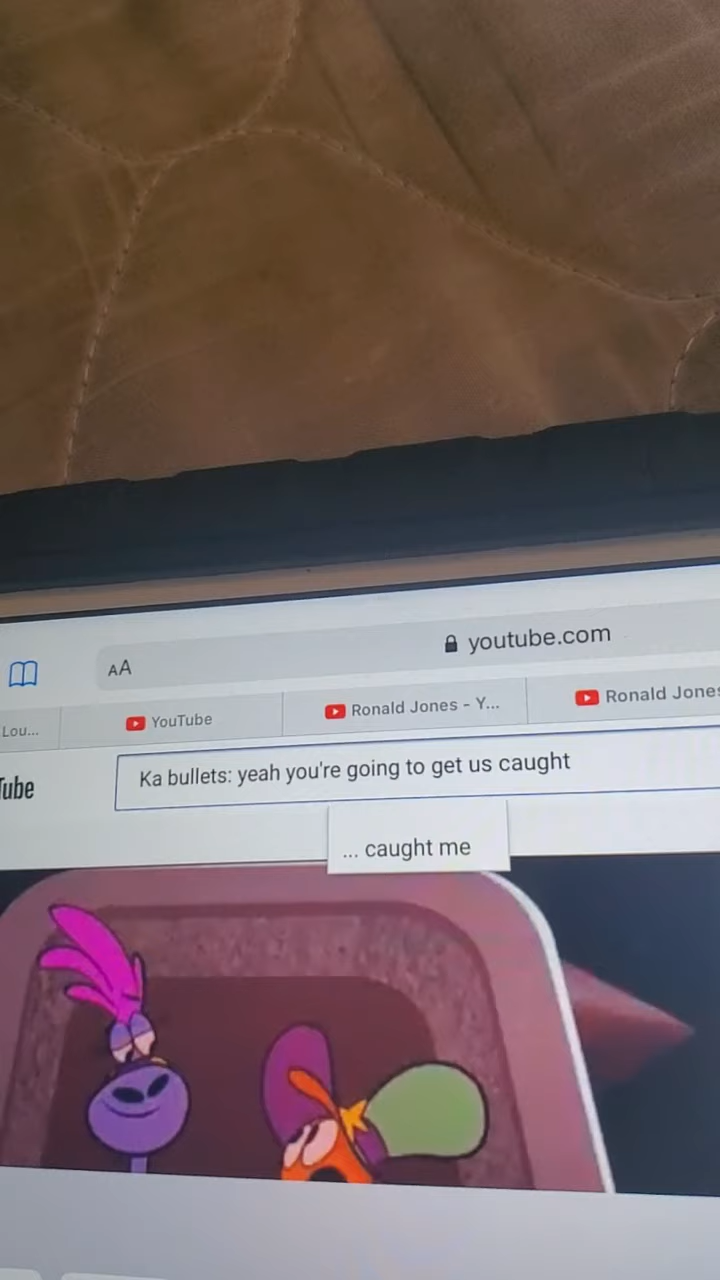 AA
youtube.com
Lou...
YouTube
Ronald Jones - Y...
Ronald Jones
Tube
Ka bullets: yeah you're going to get us caught
... caught me